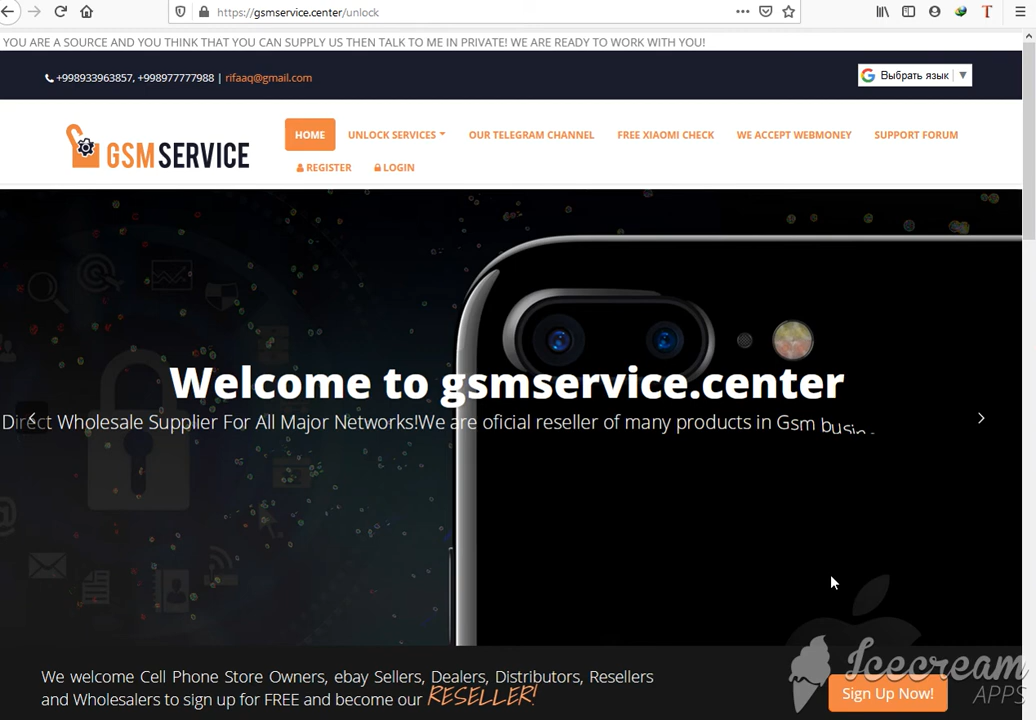 https://gsmservice.center/unlock
YOU ARE A SOURCE AND YOU THINK THAT YOU CAN SUPPLY US THEN TALK TO ME IN PRIVATE! WE ARE READY TO WORK WITH YOU!
+998933963857, +998977777988 | rifaaq@gmail.com
Выбрать язык
GSM SERVICE
HOME UNLOCK SERVICES OUR TELEGRAM CHANNEL FREE XIAOMI CHECK WE ACCEPT WEBMONEY SUPPORT FORUM
REGISTER LOGIN
Welcome to gsmservice.center
Direct Wholesale Supplier For All Major Networks!We are oficial reseller of many products in Gsm busin
We welcome Cell Phone Store Owners, ebay Sellers, Dealers, Distributors, Resellers
and Wholesalers to sign up for FREE and become our RESELLER!
Sign Up Now!
Icecream
APPS